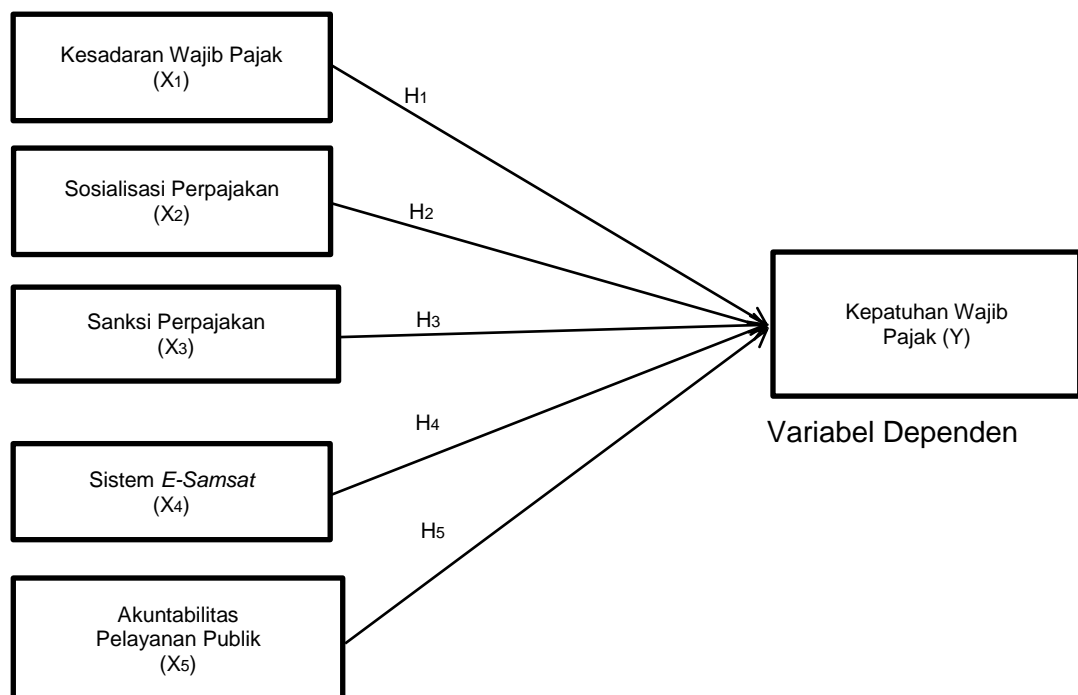 Kesadaran Wajib Pajak
(X1)
H1
Sosialisasi Perpajakan
(X2)
H2
Sanksi Perpajakan
(X3)
H3
Kepatuhan Wajib
Pajak (Y)
Variabel Dependen
Sistem E-Samsat
(X4)
H4
Akuntabilitas
Pelayanan Publik
(X5)
H5